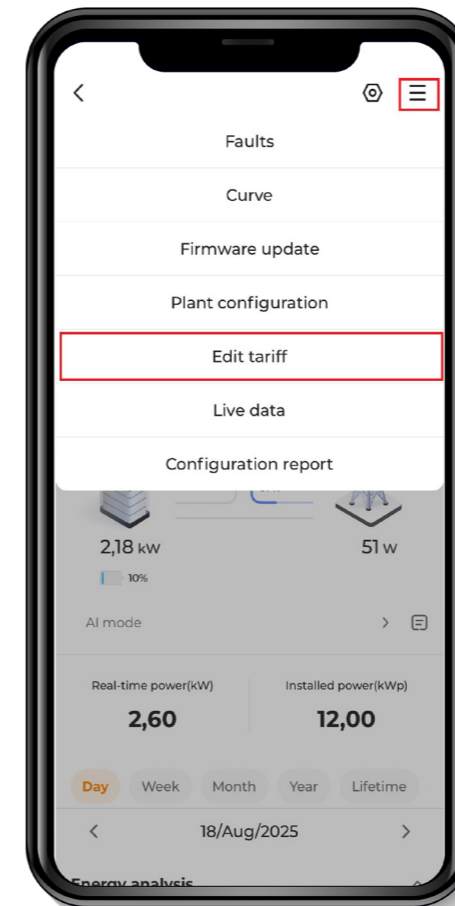 Faults
Curve
Firmware update
Plant configuration
Edit tariff
Live data
Configuration report
2,18 kW 51 W
10%
AI mode
Real-time power(kW) Installed power(kWp)
2,60 12,00
Day Week Month Year Lifetime
18/Aug/2025
Energy analysis